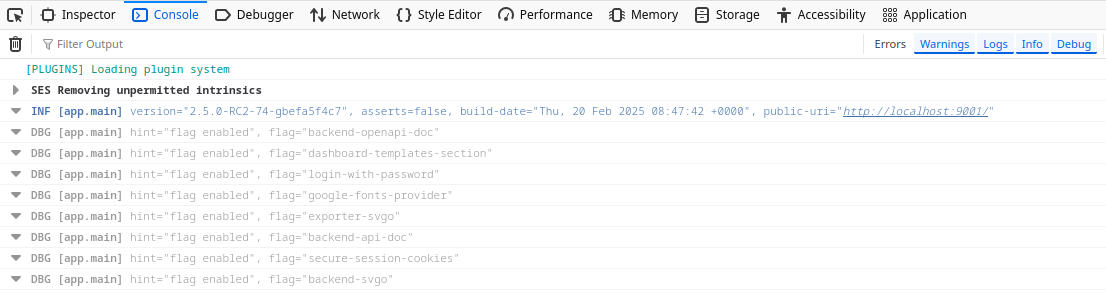 Inspector Console Debugger Network Style Editor Performance Memory Storage Accessibility Application
Filter Output Errors Warnings Logs Info Debug
[PLUGINS] Loading plugin system
SES Removing unpermitted intrinsics
INF [app.main] version="2.5.0-RC2-74-gbefa5f4c7", asserts=false, build-date="Thu, 20 Feb 2025 08:47:42 +0000", public-uri="http://localhost:9001/"
DBG [app.main] hint="flag enabled", flag="backend-openapi-doc"
DBG [app.main] hint="flag enabled", flag="dashboard-templates-section"
DBG [app.main] hint="flag enabled", flag="login-with-password"
DBG [app.main] hint="flag enabled", flag="google-fonts-provider"
DBG [app.main] hint="flag enabled", flag="exporter-svgo"
DBG [app.main] hint="flag enabled", flag="backend-api-doc"
DBG [app.main] hint="flag enabled", flag="secure-session-cookies"
DBG [app.main] hint="flag enabled", flag="backend-svgo"